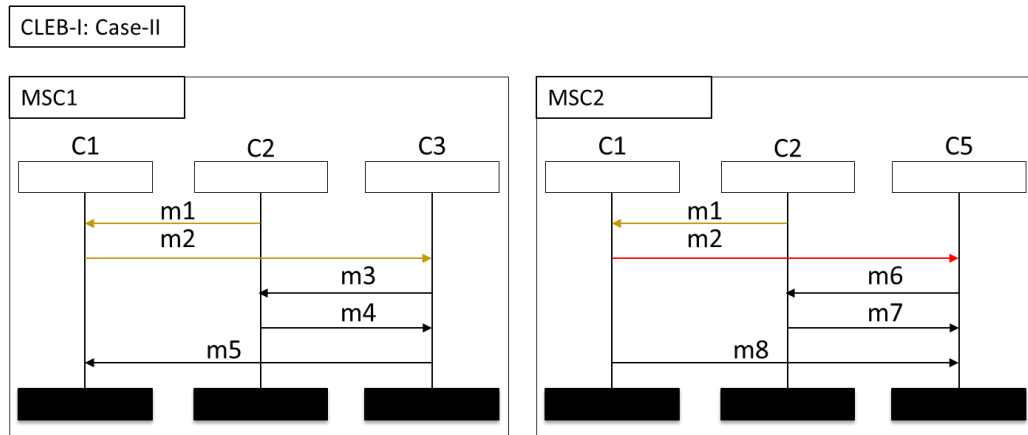 CLEB-I: Case-II
MSC1
C1 C2 C3
m1
m2
m3
m4
m5
MSC2
C1 C2 C5
m1
m2
m6
m7
m8